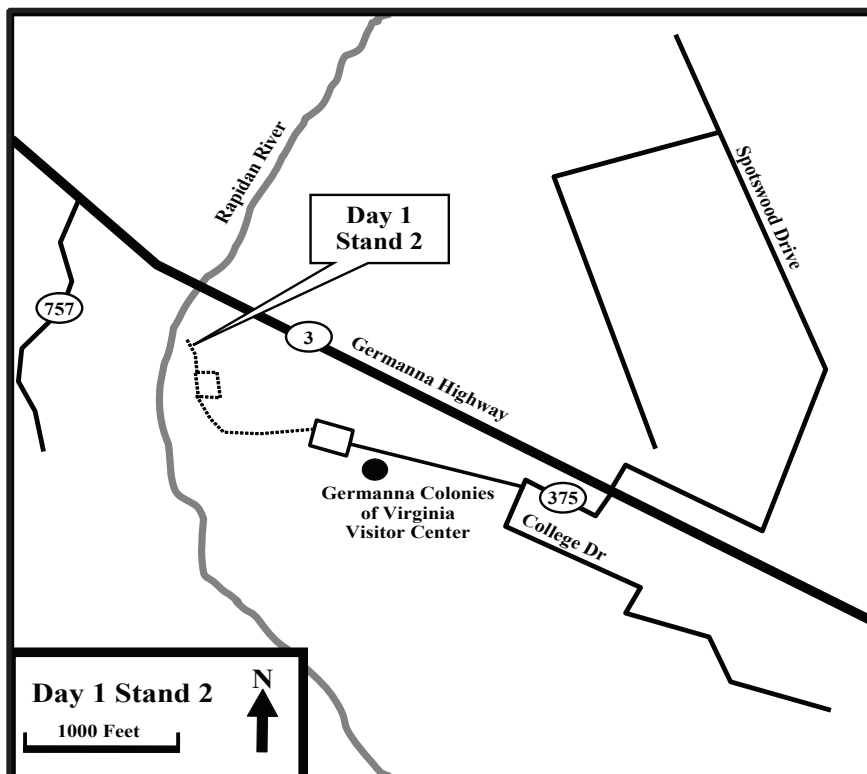 Rapidan River
Day 1
Stand 2
Spotswood Drive
757
3
Germanna Highway
375
Germanna Colonies
of Virginia
Visitor Center
College Dr
Day 1 Stand 2
N
1000 Feet